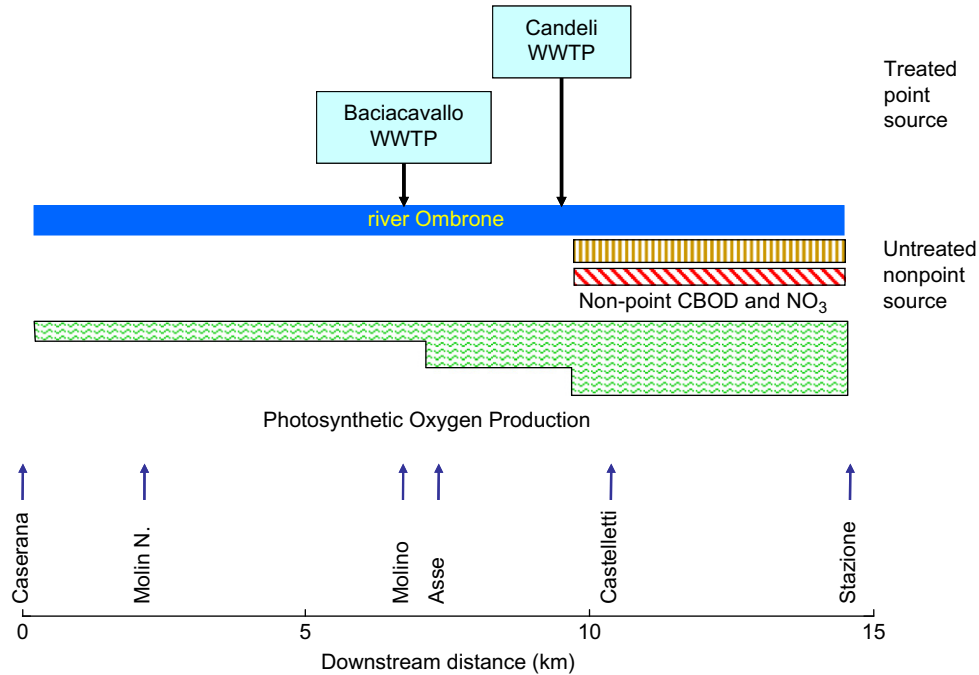 Candeli
WWTP
Treated
point
source
Baciacavallo
WWTP
river Ombrone
Untreated
nonpoint
source
Non-point CBOD and NO₃
Photosynthetic Oxygen Production
Caserana
Molin N.
Molino
Asse
Castelletti
Stazione
0
5
10
15
Downstream distance (km)